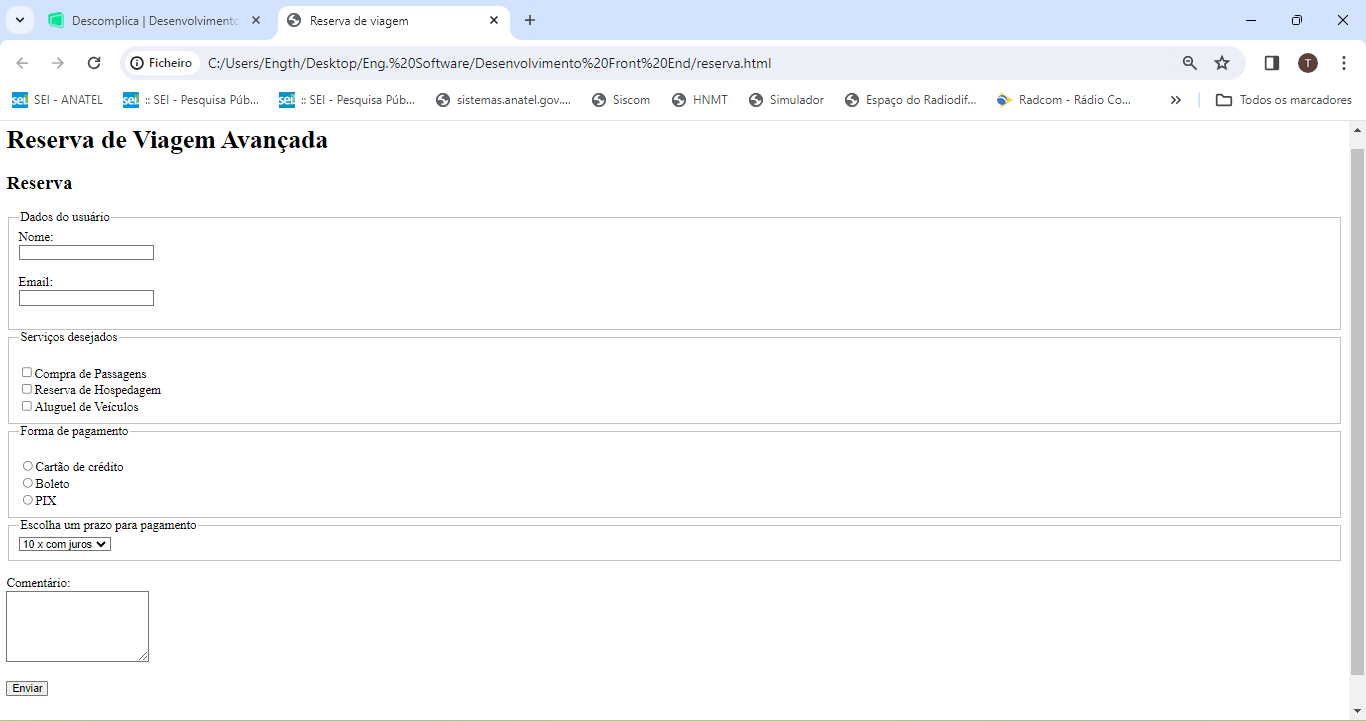 Descomplica | Desenvolvimento
Reserva de viagem
Ficheiro
C:/Users/Ength/Desktop/Eng.%20Software/Desenvolvimento%20Front%20End/reserva.html
T
sei. SEI - ANATEL
sei. :: SEI - Pesquisa Púb...
sei. :: SEI - Pesquisa Púb...
sistemas.anatel.gov....
Siscom
HNMT
Simulador
Espaço do Radiodif...
Radcom - Rádio Co...
»
Todos os marcadores
Reserva de Viagem Avançada
Reserva
Dados do usuário
Nome:
Email:
Serviços desejados
Compra de Passagens
Reserva de Hospedagem
Aluguel de Veículos
Forma de pagamento
Cartão de crédito
Boleto
PIX
Escolha um prazo para pagamento
10 x com juros
Comentário:
Enviar